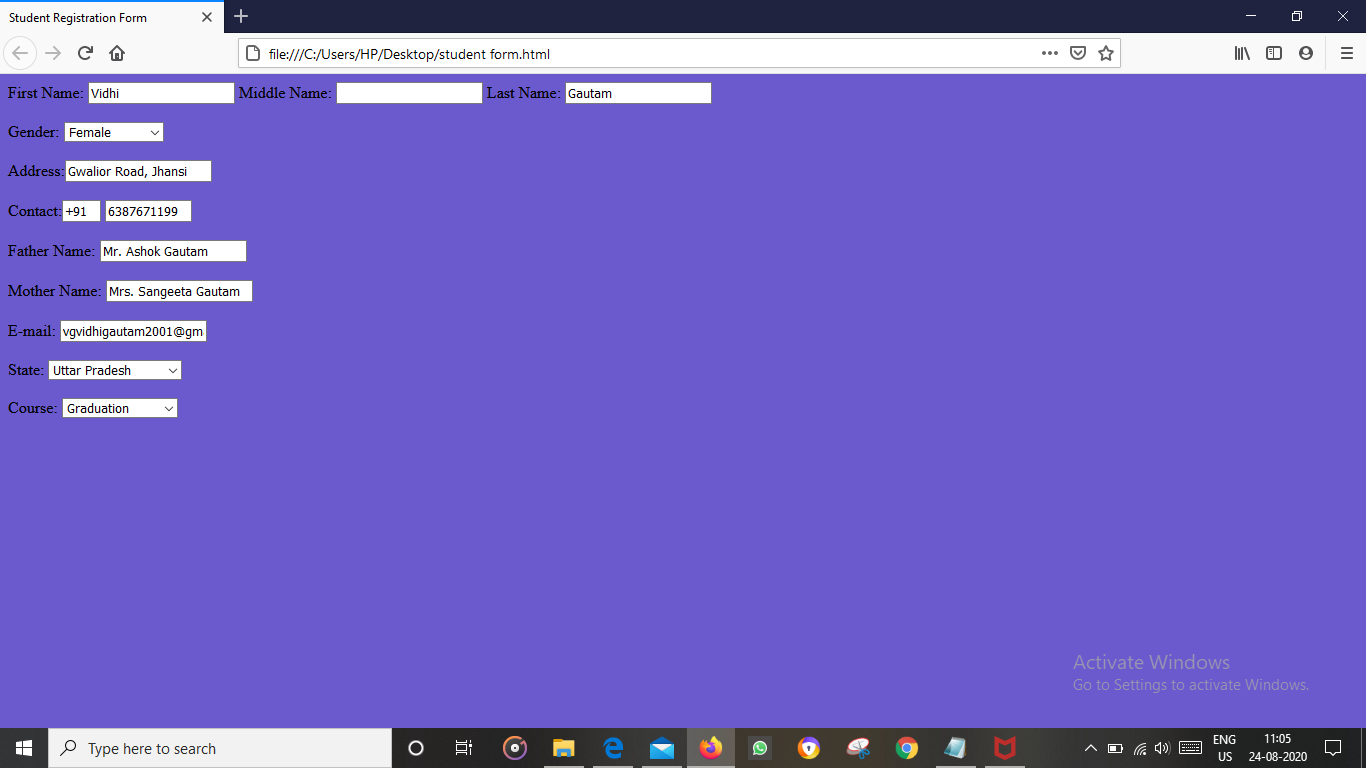 Student Registration Form
file:///C:/Users/HP/Desktop/student form.html
First Name: Vidhi Middle Name: Last Name: Gautam
Gender: Female
Address: Gwalior Road, Jhansi
Contact: +91 6387671199
Father Name: Mr. Ashok Gautam
Mother Name: Mrs. Sangeeta Gautam
E-mail: vgvidhigautam2001@gm
State: Uttar Pradesh
Course: Graduation
Activate Windows
Go to Settings to activate Windows.
Type here to search
ENG
US
11:05
24-08-2020